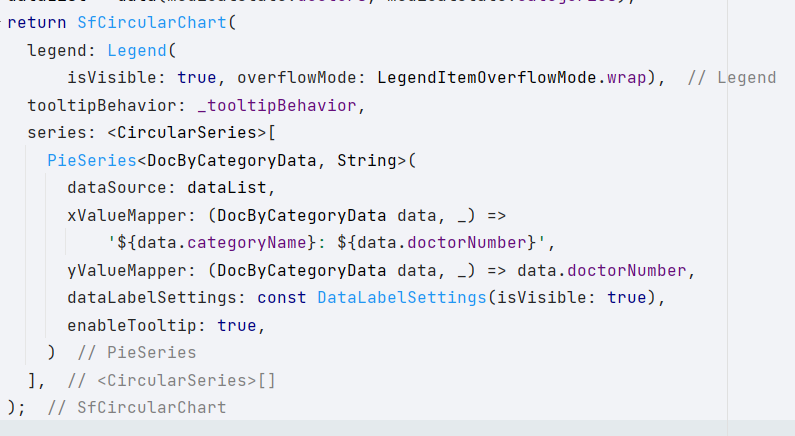 return SfCircularChart(
  legend: Legend(
      isVisible: true, overflowMode: LegendItemOverflowMode.wrap),  // Legend
  tooltipBehavior: _tooltipBehavior,
  series: <CircularSeries>[
    PieSeries<DocByCategoryData, String>(
      dataSource: dataList,
      xValueMapper: (DocByCategoryData data, _) =>
          '${data.categoryName}: ${data.doctorNumber}',
      yValueMapper: (DocByCategoryData data, _) => data.doctorNumber,
      dataLabelSettings: const DataLabelSettings(isVisible: true),
      enableTooltip: true,
    )  // PieSeries
  ],  // <CircularSeries>[]
);  // SfCircularChart